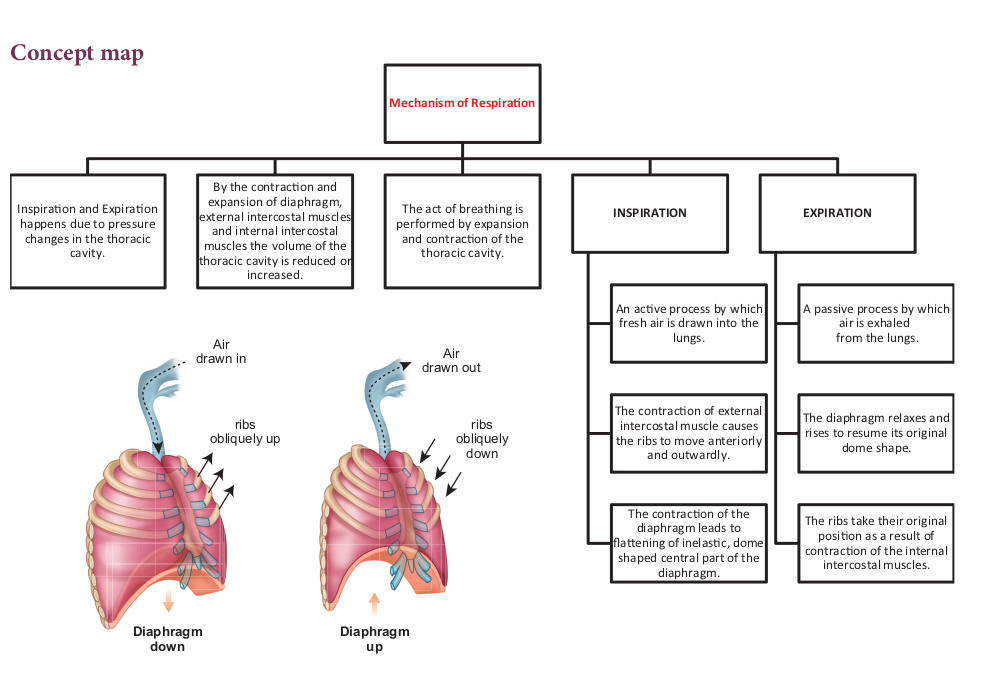 Concept map
Mechanism of Respiration
Inspiration and Expiration
happens due to pressure
changes in the thoracic
cavity.
By the contraction and
expansion of diaphragm,
external intercostal muscles
and internal intercostal
muscles the volume of the
thoracic cavity is reduced or
increased.
The act of breathing is
performed by expansion
and contraction of the
thoracic cavity.
INSPIRATION
An active process by which
fresh air is drawn into the
lungs.
The contraction of external
intercostal muscle causes
the ribs to move anteriorly
and outwardly.
The contraction of the
diaphragm leads to
flattening of inelastic, dome
shaped central part of the
diaphragm.
EXPIRATION
A passive process by which
air is exhaled
from the lungs.
The diaphragm relaxes and
rises to resume its original
dome shape.
The ribs take their original
position as a result of
contraction of the internal
intercostal muscles.
Air
drawn in
ribs
obliquely up
Diaphragm
down
Air
drawn out
ribs
obliquely
down
Diaphragm
up